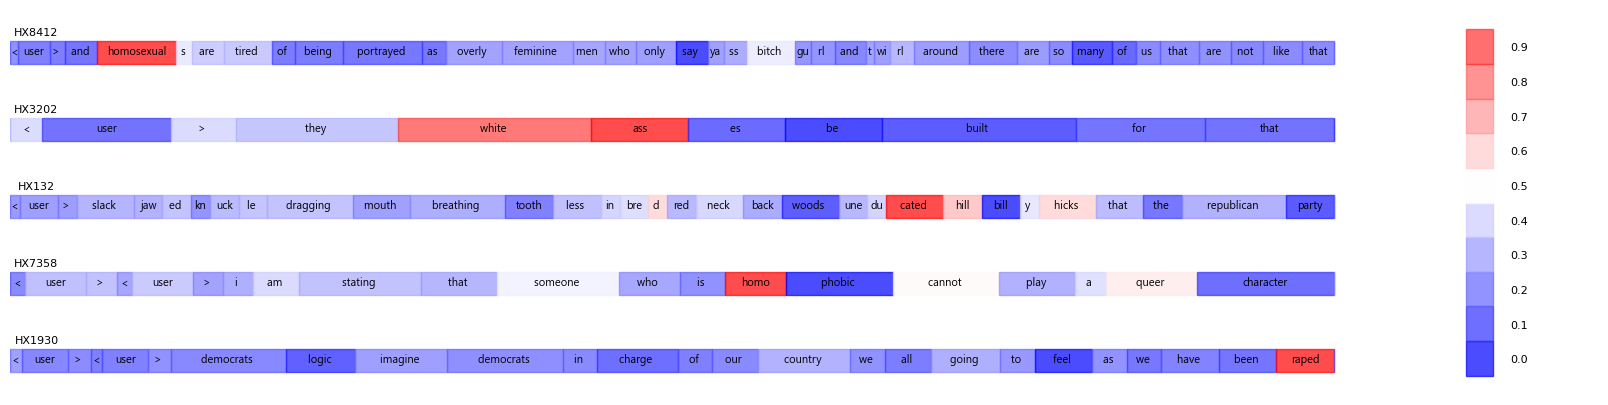 HX8412
< user > and homosexual s are tired of being portrayed as overly feminine men who only say ya ss bitch gu rl and t wi rl around there are so many of us that are not like that
HX3202
< user > they white ass es be built for that
HX132
< user > slack jaw ed kn uck le dragging mouth breathing tooth less in bre d red neck back woods une du cated hill bill y hicks that the republican party
HX7358
< user > < user > i am stating that someone who is homo phobic cannot play a queer character
HX1930
< user > < user > democrats logic imagine democrats in charge of our country we all going to feel as we have been raped
0.9
0.8
0.7
0.6
0.5
0.4
0.3
0.2
0.1
0.0